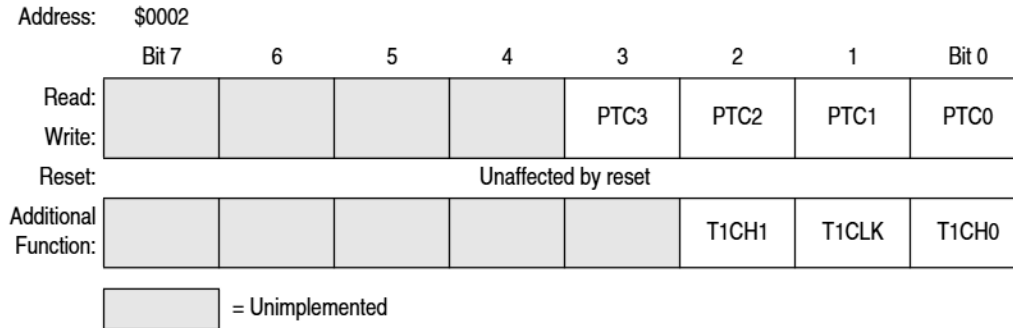 Address: $0002
Bit 7 6 5 4 3 2 1 Bit 0
Read:
Write:
PTC3 PTC2 PTC1 PTC0
Reset: Unaffected by reset
Additional
Function:
T1CH1 T1CLK T1CH0
= Unimplemented